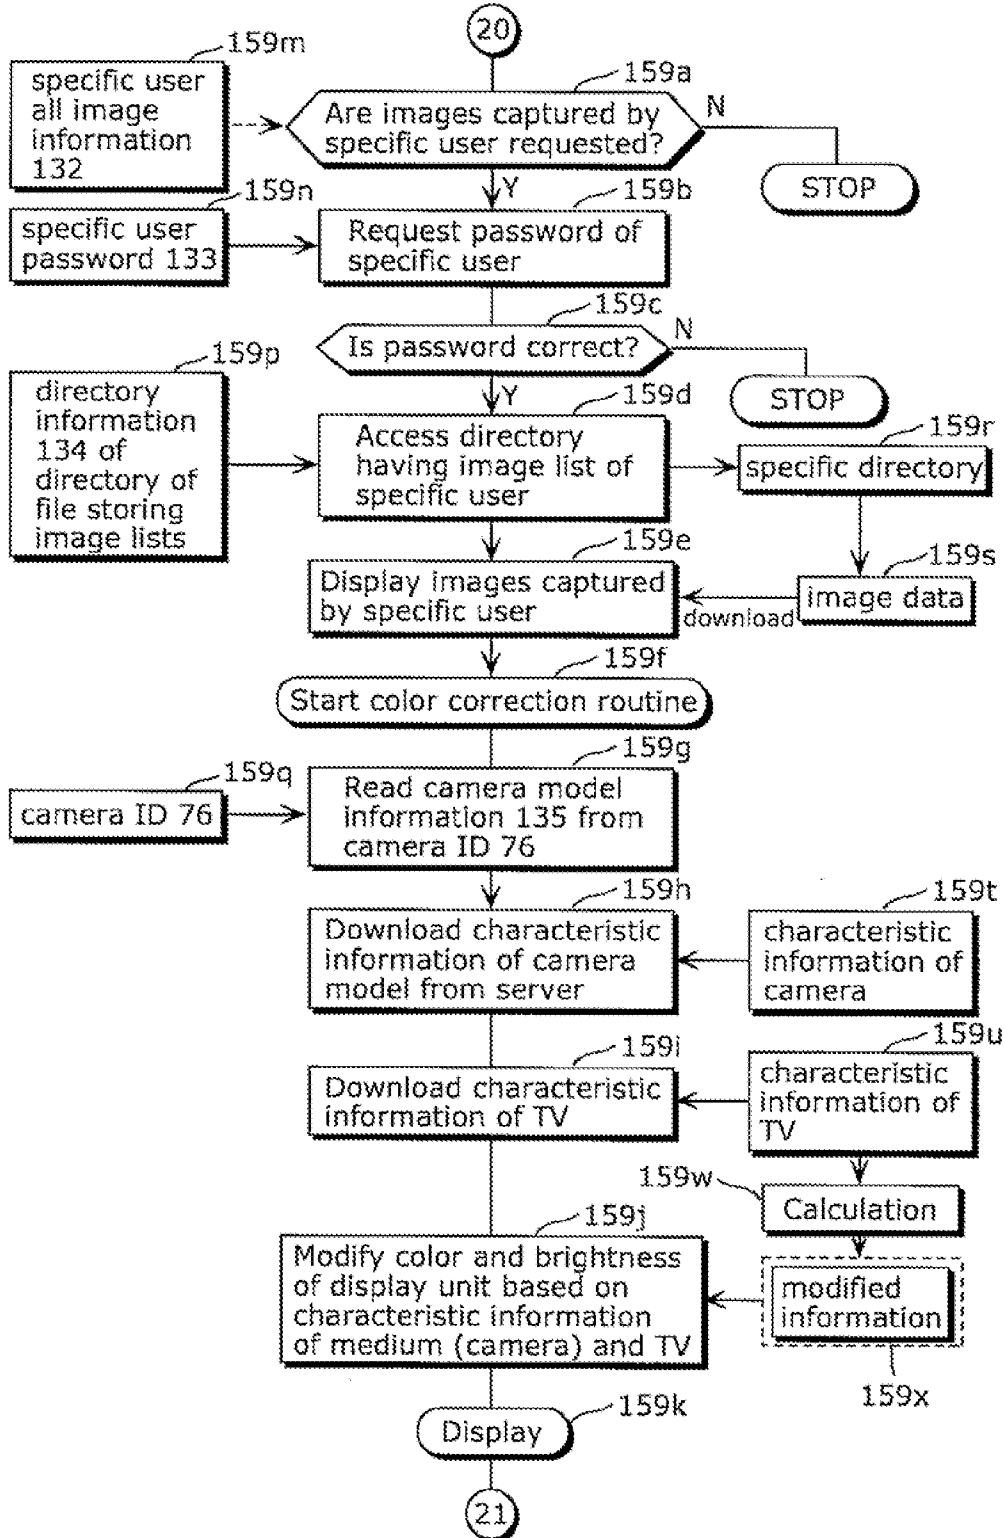 20
159m
specific user
all image
information
132
159a
Are images captured by
specific user requested?
N
STOP
Y
159n
specific user
password 133
159b
Request password of
specific user
159c
Is password correct?
N
STOP
Y
159p
directory
information
134 of
directory of
file storing
image lists
159d
Access directory
having image list of
specific user
159r
specific directory
159e
Display images captured
by specific user
159s
image data
download
159f
Start color correction routine
159q
camera ID 76
159g
Read camera model
information 135 from
camera ID 76
159h
Download characteristic
information of camera
model from server
159t
characteristic
information of
camera
159i
Download characteristic
information of TV
159u
characteristic
information of
TV
159w
Calculation
159j
Modify color and brightness
of display unit based on
characteristic information
of medium (camera) and TV
modified
information
159x
159k
Display
21